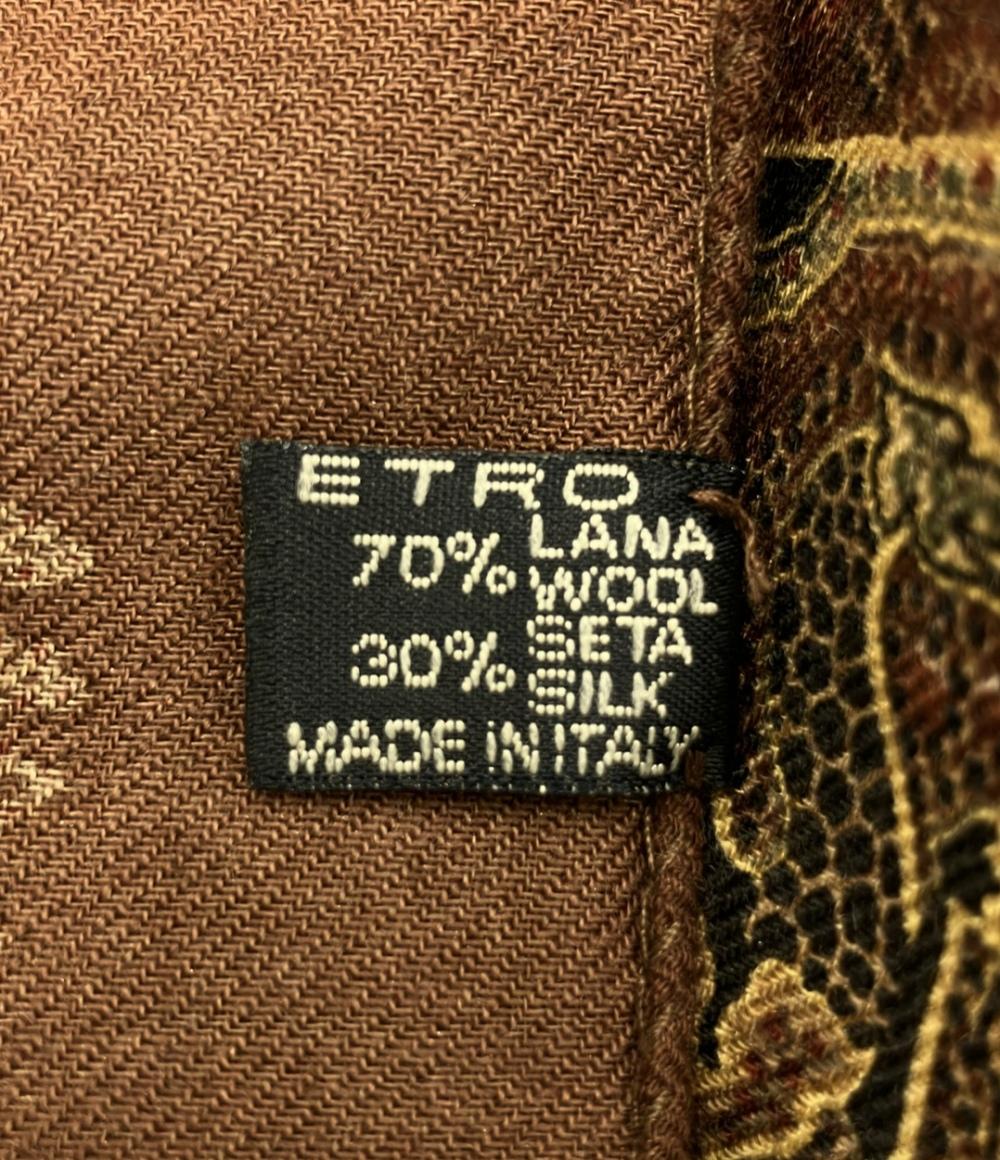 ETRO
70% LANA
WOOL
30% SETA
SILK
MADE IN ITALY